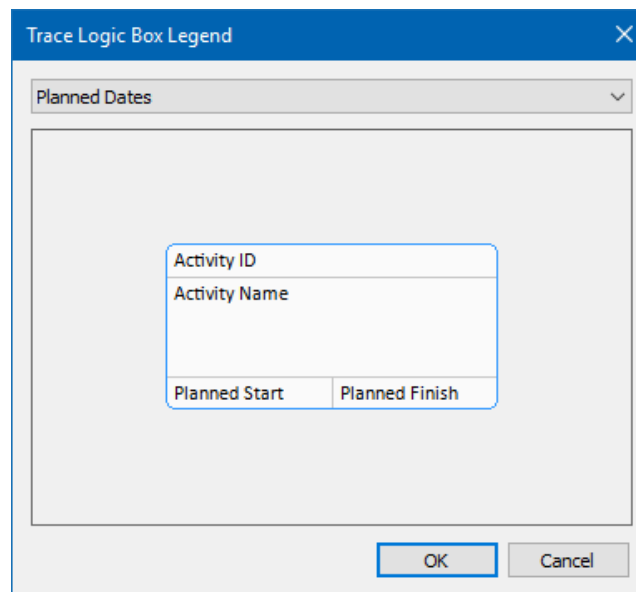 Trace Logic Box Legend
Planned Dates
Activity ID
Activity Name
Planned Start Planned Finish
OK Cancel